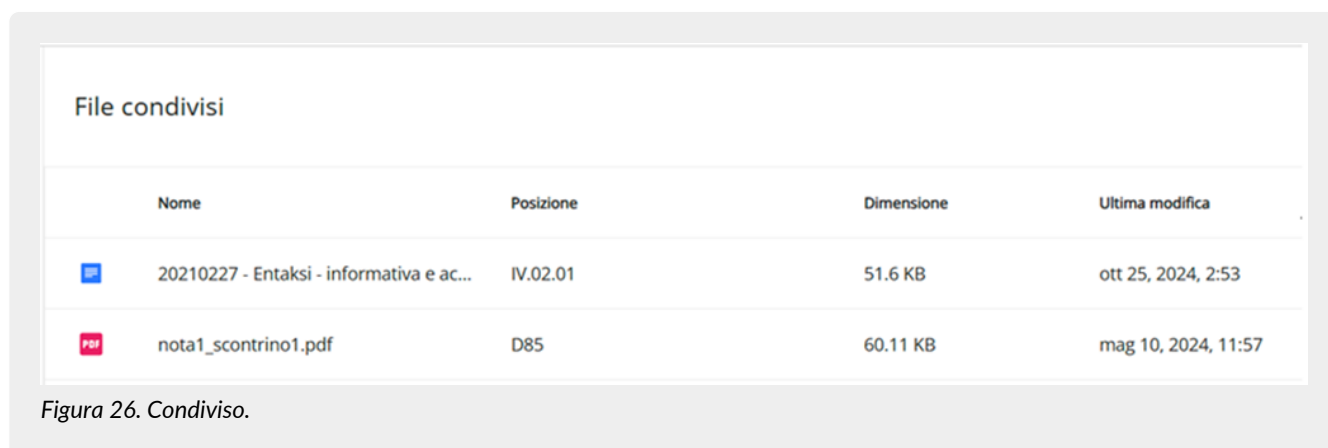 File condivisi
Nome Posizione Dimensione Ultima modifica
20210227 - Entaksi - informativa e ac... IV.02.01 51.6 KB ott 25, 2024, 2:53
PDF nota1_scontrino1.pdf D85 60.11 KB mag 10, 2024, 11:57
Figura 26. Condiviso.